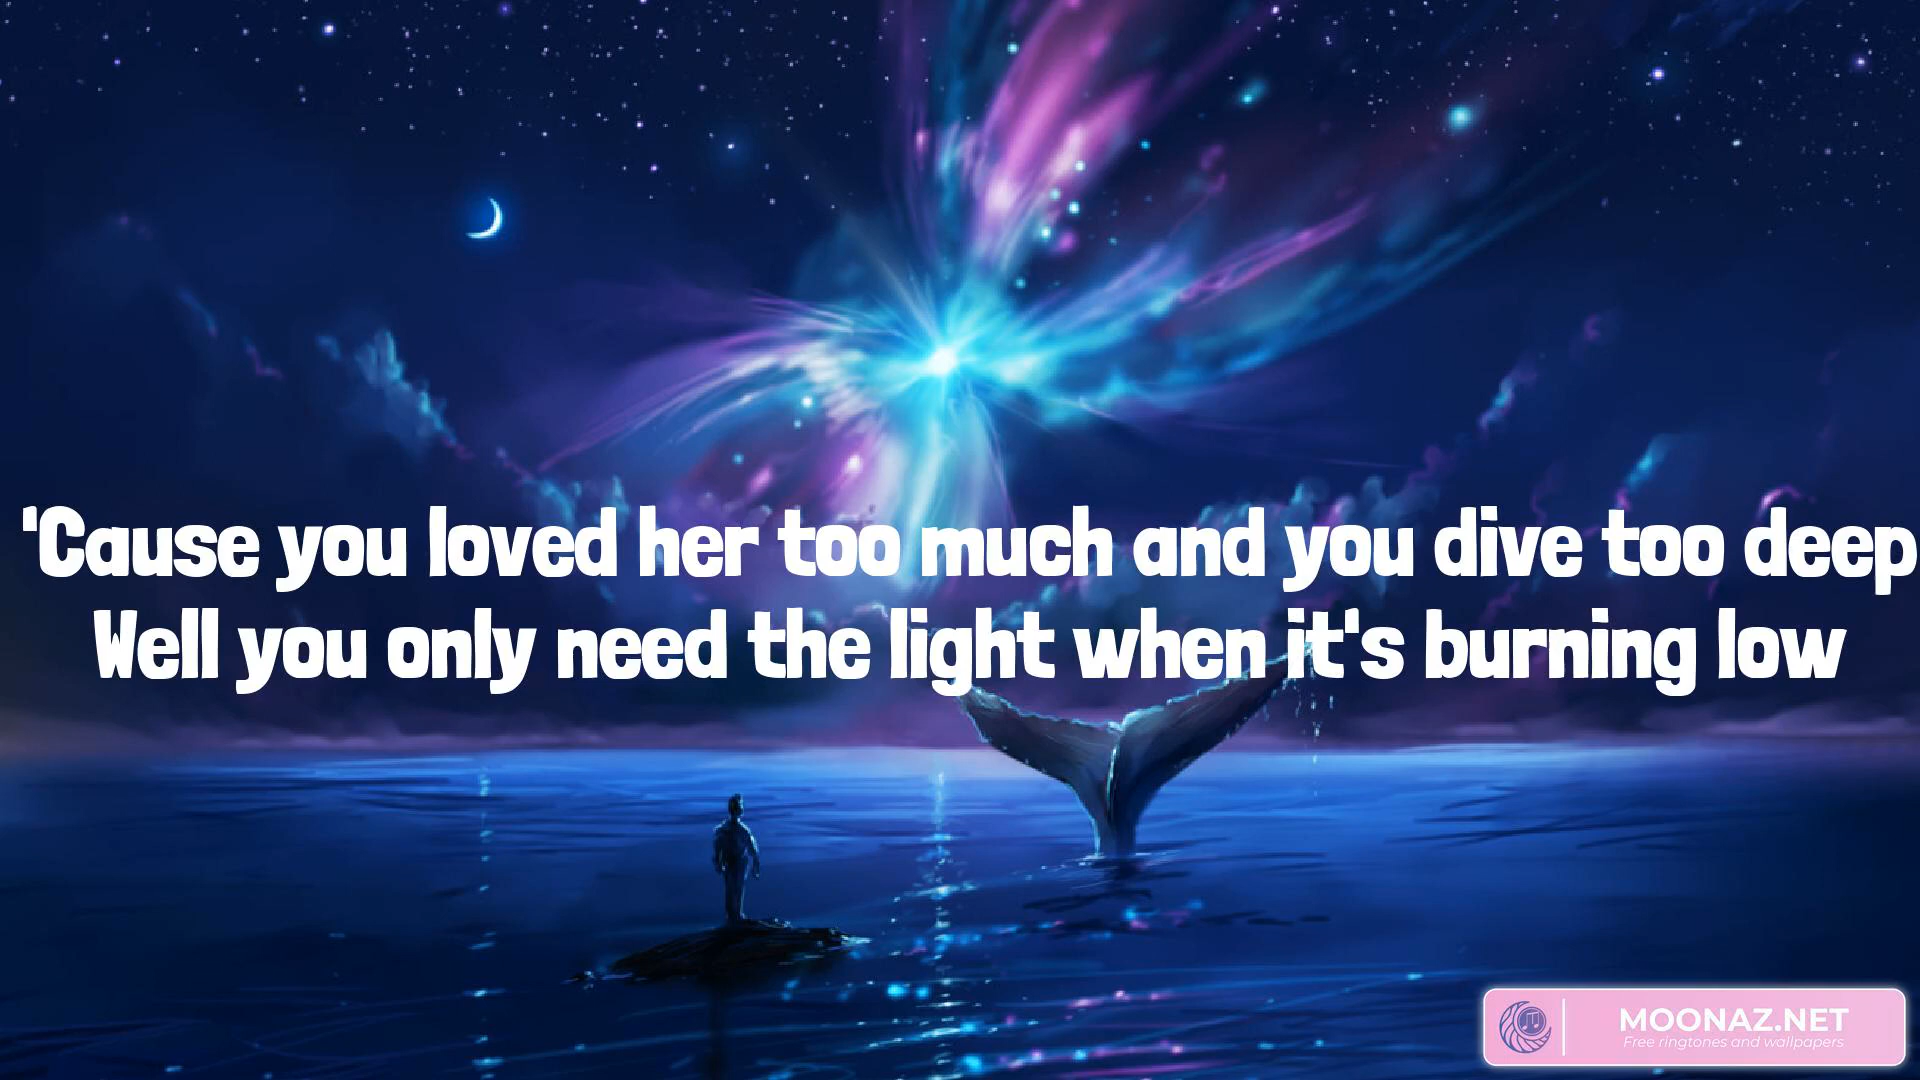 'Cause you loved her too much and you dive too deep
Well you only need the light when it's burning low
MOONAZ.NET
Free ringtones and wallpapers